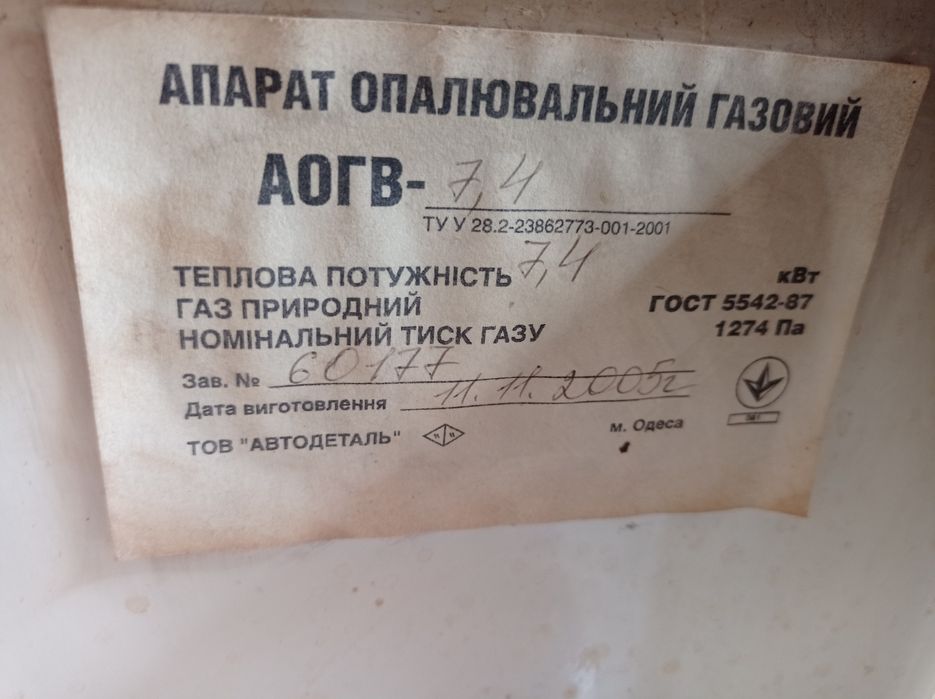 АПАРАТ ОПАЛЮВАЛЬНИЙ ГАЗОВИЙ
АОГВ- 7,4
ТУ У 28.2-23862773-001-2001
ТЕПЛОВА ПОТУЖНІСТЬ 7,4 кВт
ГАЗ ПРИРОДНИЙ ГОСТ 5542-87
НОМІНАЛЬНИЙ ТИСК ГАЗУ 1274 Па
Зав. № 60177
Дата виготовлення 11.11.2005г
ТОВ "АВТОДЕТАЛЬ" м. Одеса